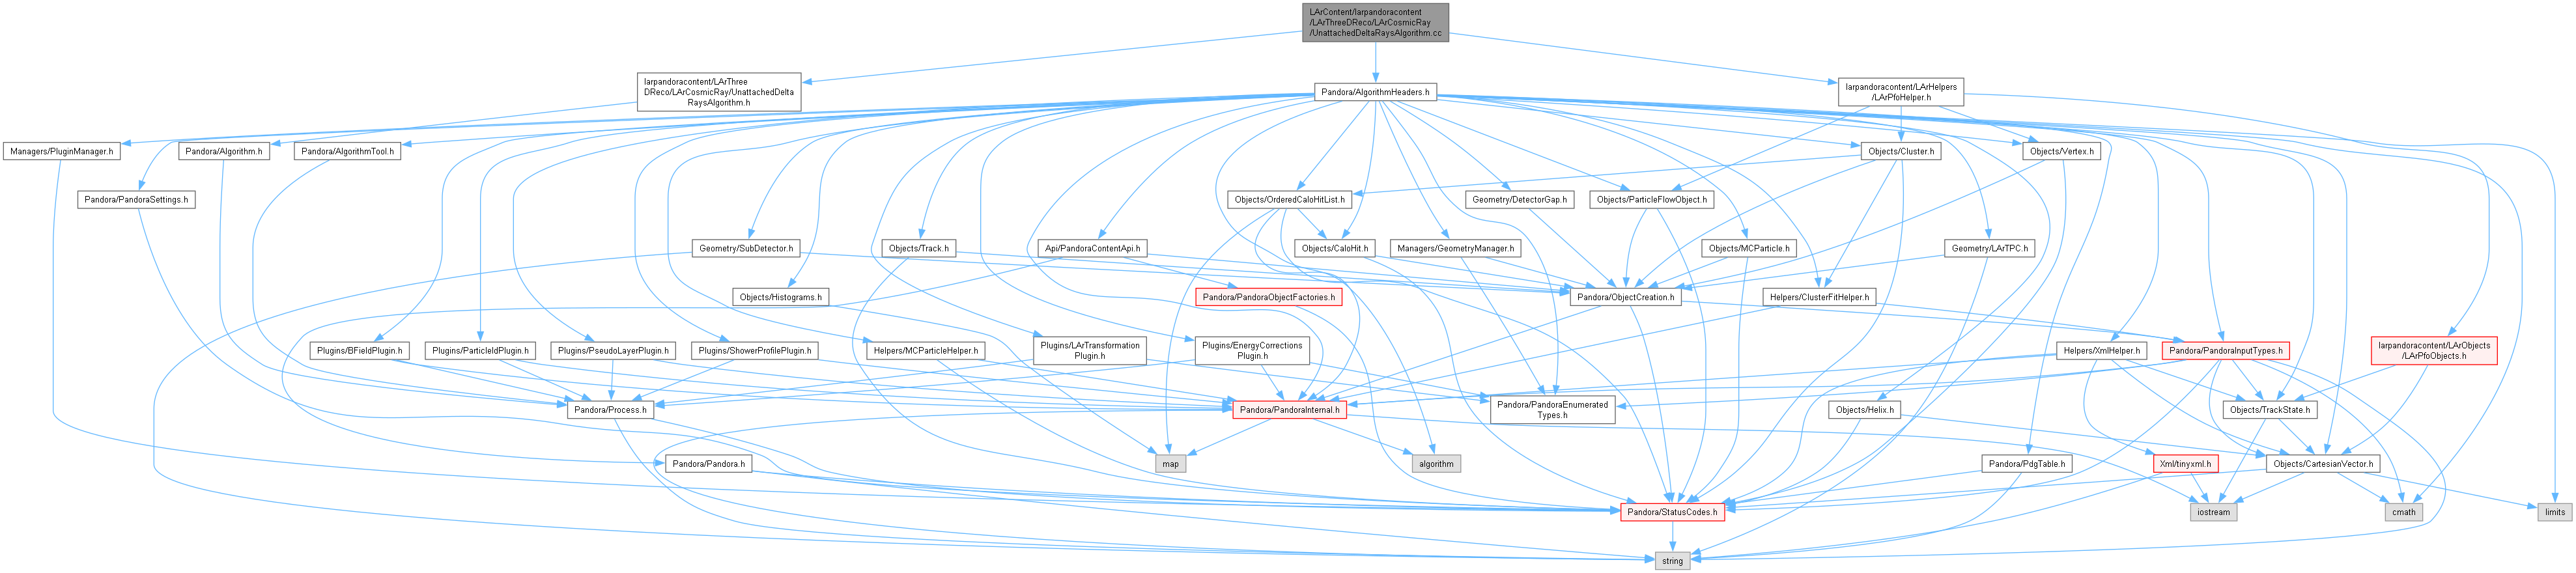 LArContent/larpandoracontent
/LArThreeDReco/LArCosmicRay
/UnattachedDeltaRaysAlgorithm.cc
larpandoracontent/LArThree
DReco/LArCosmicRay/UnattachedDelta
RaysAlgorithm.h
Pandora/AlgorithmHeaders.h
larpandoracontent/LArHelpers
/LArPfoHelper.h
Managers/PluginManager.h
Pandora/Algorithm.h
Pandora/AlgorithmTool.h
Objects/Cluster.h
Objects/Vertex.h
Pandora/PandoraSettings.h
Objects/OrderedCaloHitList.h
Geometry/DetectorGap.h
Objects/ParticleFlowObject.h
Geometry/SubDetector.h
Objects/Track.h
Api/PandoraContentApi.h
Objects/CaloHit.h
Managers/GeometryManager.h
Objects/MCParticle.h
Geometry/LArTPC.h
Objects/Histograms.h
Pandora/PandoraObjectFactories.h
Pandora/ObjectCreation.h
Helpers/ClusterFitHelper.h
Plugins/BFieldPlugin.h
Plugins/ParticleIdPlugin.h
Plugins/PseudoLayerPlugin.h
Plugins/ShowerProfilePlugin.h
Helpers/MCParticleHelper.h
Plugins/LArTransformation
Plugin.h
Plugins/EnergyCorrections
Plugin.h
Helpers/XmlHelper.h
Pandora/PandoraInputTypes.h
larpandoracontent/LArObjects
/LArPfoObjects.h
Pandora/Process.h
Pandora/PandoraInternal.h
Pandora/PandoraEnumerated
Types.h
Objects/Helix.h
Objects/TrackState.h
Pandora/Pandora.h
map
algorithm
Pandora/PdgTable.h
Xml/tinyxml.h
Objects/CartesianVector.h
Pandora/StatusCodes.h
iostream
cmath
limits
string